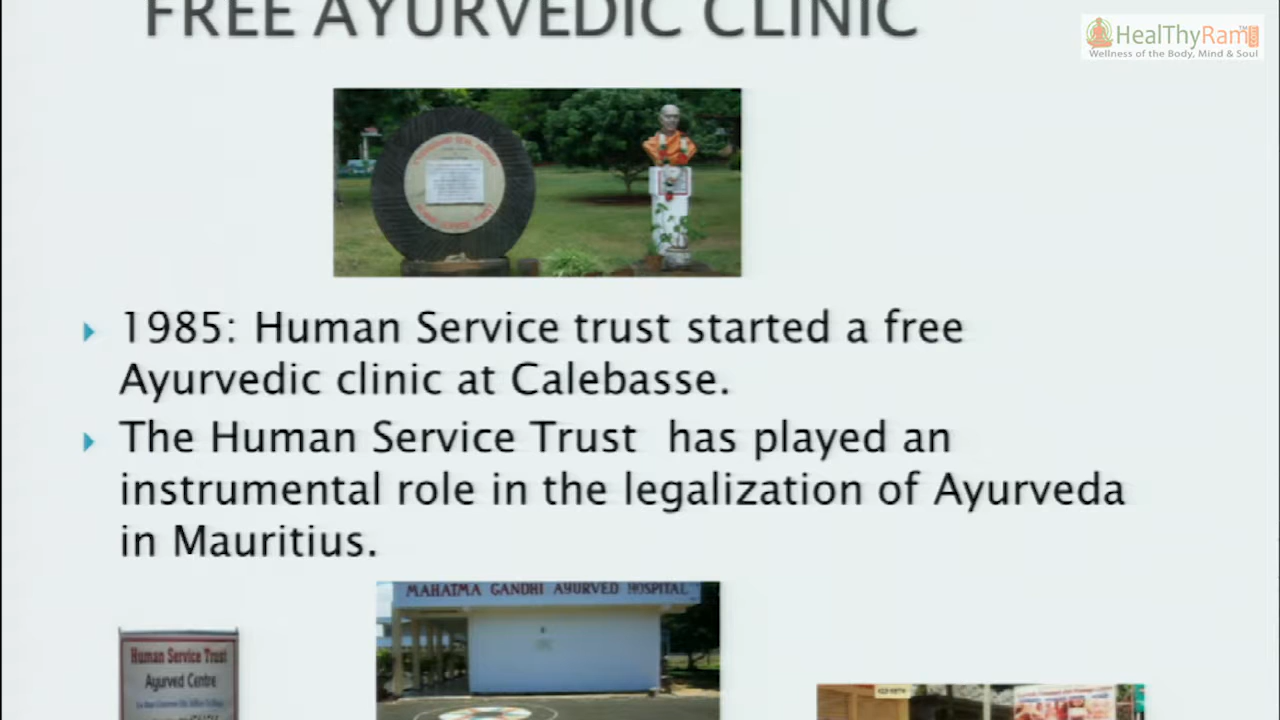 FREE AYURVEDIC CLINIC
HealThyRam
Wellness of the Body, Mind & Soul
1985: Human Service trust started a free
Ayurvedic clinic at Calebasse.
The Human Service Trust has played an
instrumental role in the legalization of Ayurveda
in Mauritius.
MAHATMA GANDHI AYURVED HOSPITAL
Human Service Trust
Ayurved Centre